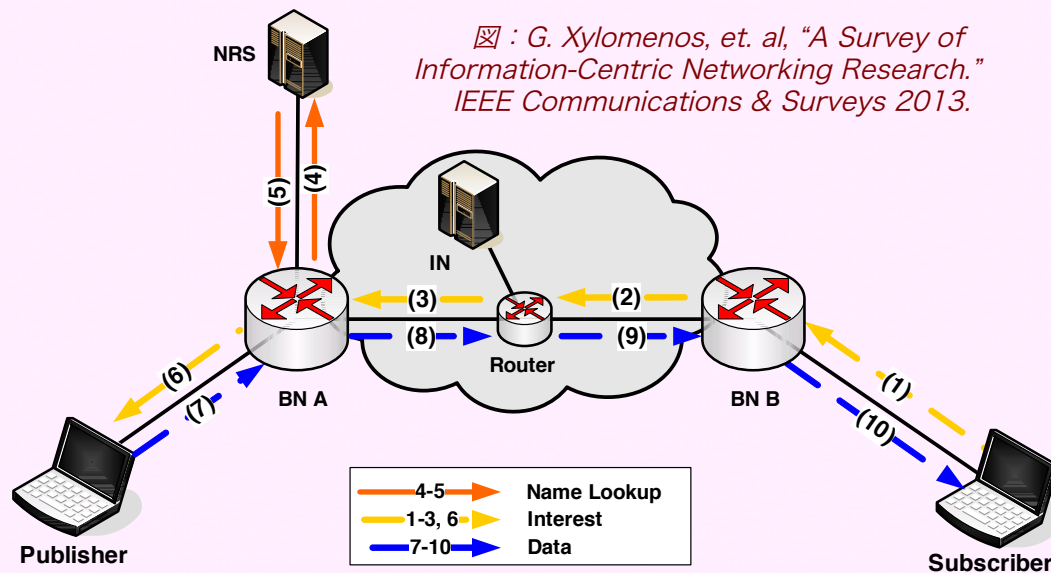 図：G. Xylomenos, et. al, “A Survey of
Information-Centric Networking Research.”
IEEE Communications & Surveys 2013.
NRS
(5)
(4)
IN
(3)
(2)
(8)
(9)
Router
BN A
BN B
(6)
(7)
(1)
(10)
Publisher
Subscriber
4-5 Name Lookup
1-3, 6 Interest
7-10 Data